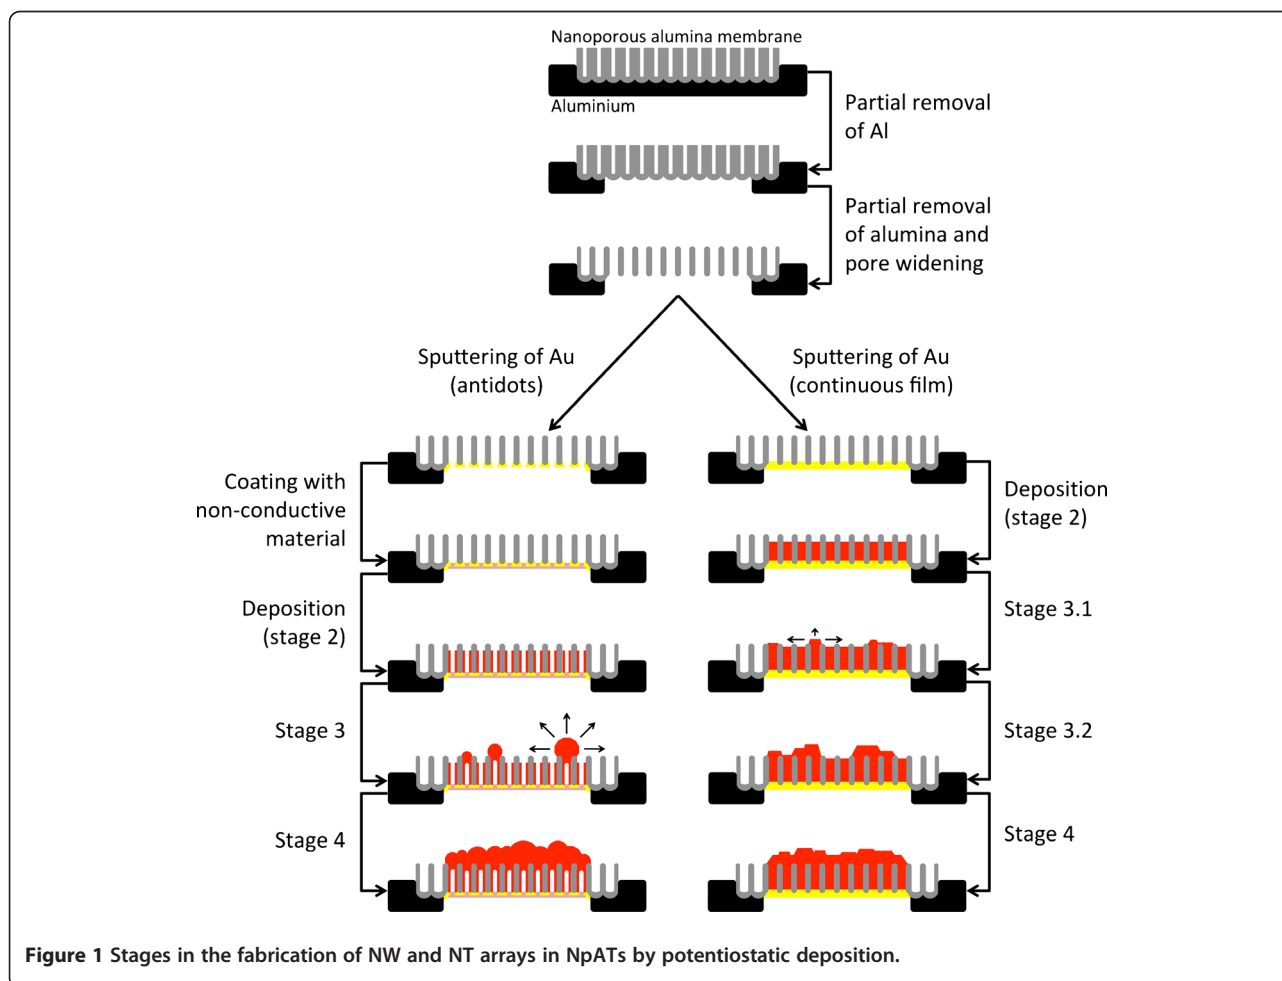 Nanoporous alumina membrane
Aluminium
Partial removal
of Al
Partial removal
of alumina and
pore widening
Sputtering of Au
(antidots)
Sputtering of Au
(continuous film)
Coating with
non-conductive
material
Deposition
(stage 2)
Stage 3
Stage 4
Deposition
(stage 2)
Stage 3.1
Stage 3.2
Stage 4
Figure 1 Stages in the fabrication of NW and NT arrays in NpATs by potentiostatic deposition.